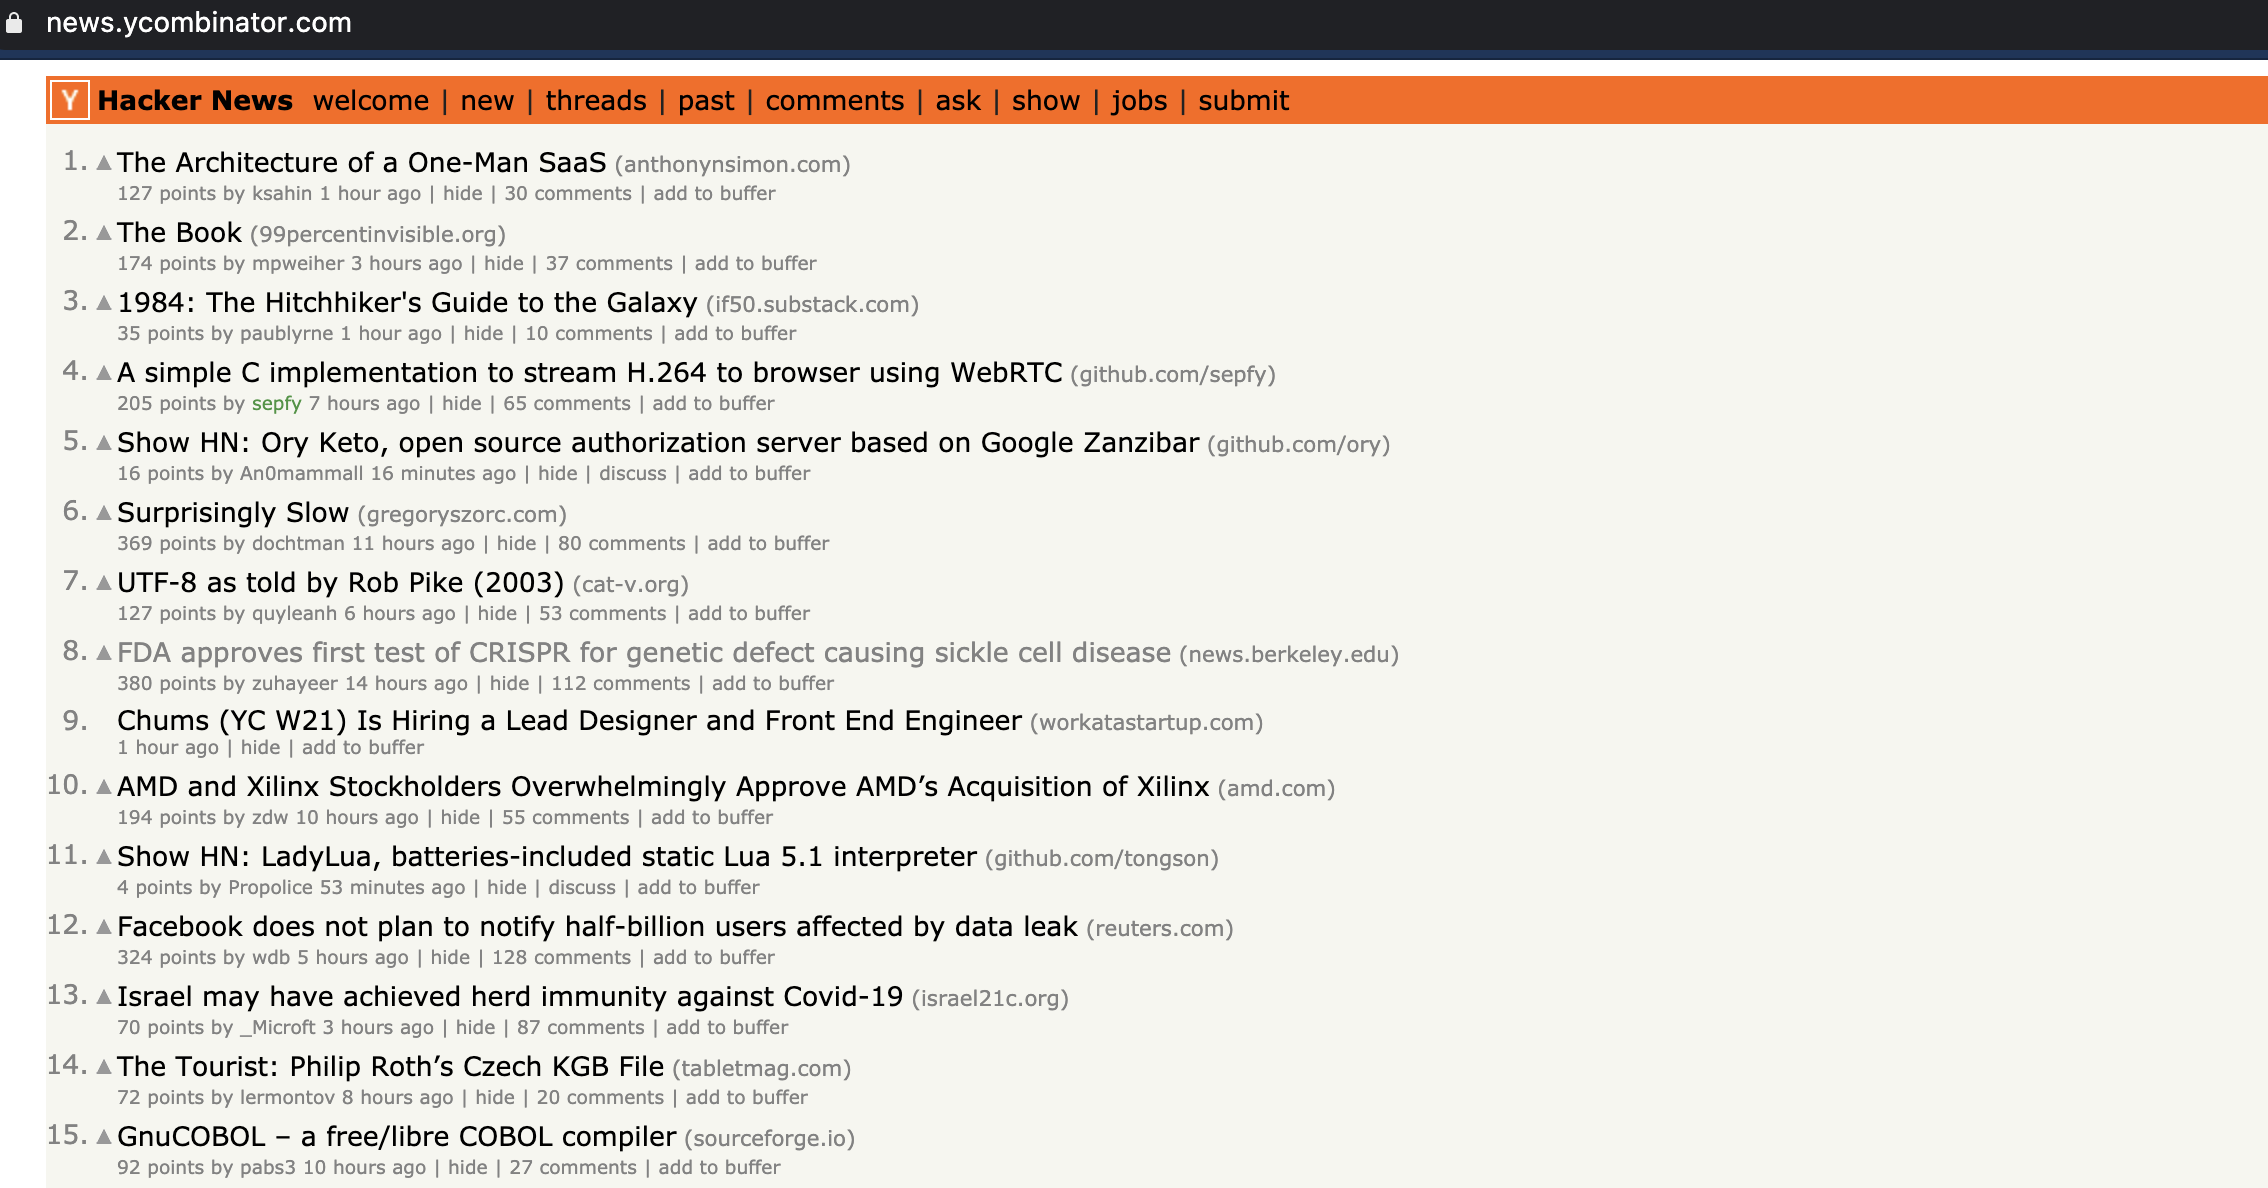 news.ycombinator.com
Y Hacker News welcome | new | threads | past | comments | ask | show | jobs | submit
1. ▲ The Architecture of a One-Man SaaS (anthonynsimon.com)
127 points by ksahin 1 hour ago | hide | 30 comments | add to buffer
2. ▲ The Book (99percentinvisible.org)
174 points by mpweiher 3 hours ago | hide | 37 comments | add to buffer
3. ▲ 1984: The Hitchhiker's Guide to the Galaxy (if50.substack.com)
35 points by paublyrne 1 hour ago | hide | 10 comments | add to buffer
4. ▲ A simple C implementation to stream H.264 to browser using WebRTC (github.com/sepfy)
205 points by sepfy 7 hours ago | hide | 65 comments | add to buffer
5. ▲ Show HN: Ory Keto, open source authorization server based on Google Zanzibar (github.com/ory)
16 points by An0mammall 16 minutes ago | hide | discuss | add to buffer
6. ▲ Surprisingly Slow (gregoryszorc.com)
369 points by dochtman 11 hours ago | hide | 80 comments | add to buffer
7. ▲ UTF-8 as told by Rob Pike (2003) (cat-v.org)
127 points by quyleanh 6 hours ago | hide | 53 comments | add to buffer
8. ▲ FDA approves first test of CRISPR for genetic defect causing sickle cell disease (news.berkeley.edu)
380 points by zuhayeer 14 hours ago | hide | 112 comments | add to buffer
9. Chums (YC W21) Is Hiring a Lead Designer and Front End Engineer (workatastartup.com)
1 hour ago | hide | add to buffer
10. ▲ AMD and Xilinx Stockholders Overwhelmingly Approve AMD’s Acquisition of Xilinx (amd.com)
194 points by zdw 10 hours ago | hide | 55 comments | add to buffer
11. ▲ Show HN: LadyLua, batteries-included static Lua 5.1 interpreter (github.com/tongson)
4 points by Propolice 53 minutes ago | hide | discuss | add to buffer
12. ▲ Facebook does not plan to notify half-billion users affected by data leak (reuters.com)
324 points by wdb 5 hours ago | hide | 128 comments | add to buffer
13. ▲ Israel may have achieved herd immunity against Covid-19 (israel21c.org)
70 points by _Microft 3 hours ago | hide | 87 comments | add to buffer
14. ▲ The Tourist: Philip Roth’s Czech KGB File (tabletmag.com)
72 points by lermontov 8 hours ago | hide | 20 comments | add to buffer
15. ▲ GnuCOBOL – a free/libre COBOL compiler (sourceforge.io)
92 points by pabs3 10 hours ago | hide | 27 comments | add to buffer